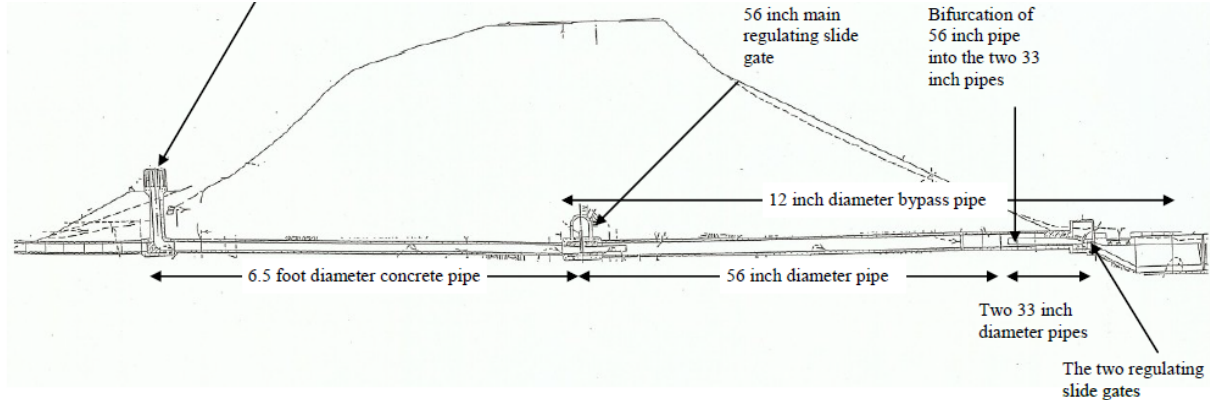 56 inch main
regulating slide
gate
Bifurcation of
56 inch pipe
into the two 33
inch pipes
12 inch diameter bypass pipe
6.5 foot diameter concrete pipe
56 inch diameter pipe
Two 33 inch
diameter pipes
The two regulating
slide gates